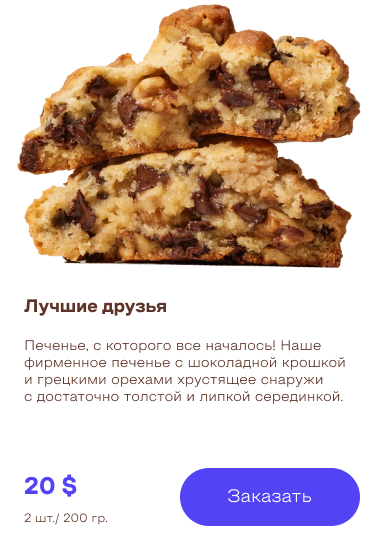 Лучшие друзья
Печенье, с которого все началось! Наше
фирменное печенье с шоколадной крошкой
и грецкими орехами хрустящее снаружи
с достаточно толстой и липкой серединкой.
20 $
Заказать
2 шт./ 200 гр.